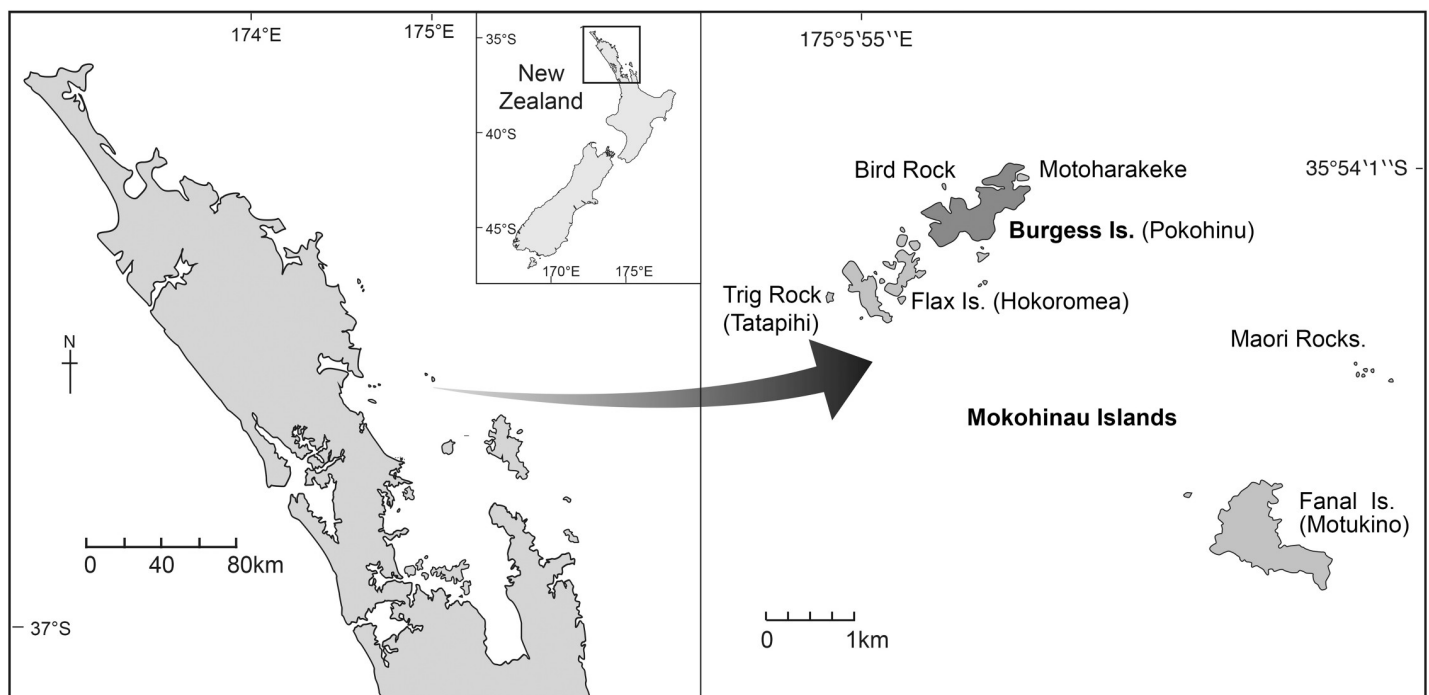 174°E
175°E
35°S
New
Zealand
40°S
45°S
170°E
175°E
N
0 40 80km
37°S
175°5'55''E
35°54'1''S
Bird Rock
Motoharakeke
Burgess Is. (Pokohinu)
Trig Rock
(Tatapihi)
Flax Is. (Hokoromea)
Maori Rocks.
Mokohinau Islands
Fanal Is.
(Motukino)
0 1km